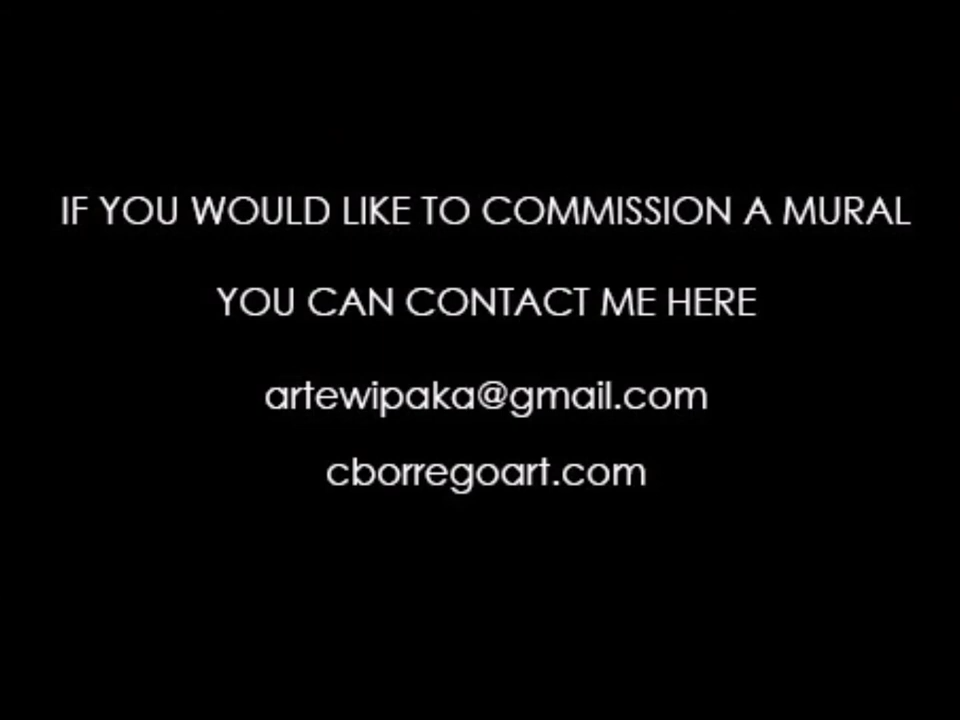 IF YOU WOULD LIKE TO COMMISSION A MURAL
YOU CAN CONTACT ME HERE
artewipaka@gmail.com
cborregoart.com